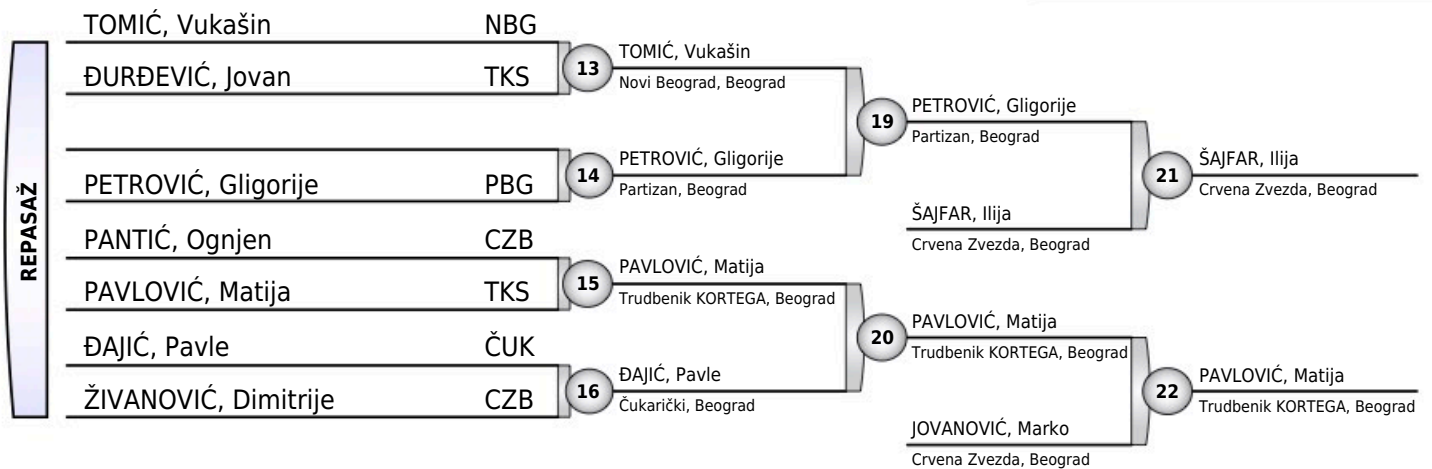 REPASAŽ
TOMIĆ, Vukašin NBG
ĐURĐEVIĆ, Jovan TKS
PETROVIĆ, Gligorije PBG
PANTIĆ, Ognjen CZB
PAVLOVIĆ, Matija TKS
ĐAJIĆ, Pavle ČUK
ŽIVANOVIĆ, Dimitrije CZB
13
TOMIĆ, Vukašin
Novi Beograd, Beograd
14
PETROVIĆ, Gligorije
Partizan, Beograd
15
PAVLOVIĆ, Matija
Trudbenik KORTEGA, Beograd
16
ĐAJIĆ, Pavle
Čukarički, Beograd
19
PETROVIĆ, Gligorije
Partizan, Beograd
ŠAJFAR, Ilija
Crvena Zvezda, Beograd
20
PAVLOVIĆ, Matija
Trudbenik KORTEGA, Beograd
JOVANOVIĆ, Marko
Crvena Zvezda, Beograd
21
ŠAJFAR, Ilija
Crvena Zvezda, Beograd
22
PAVLOVIĆ, Matija
Trudbenik KORTEGA, Beograd